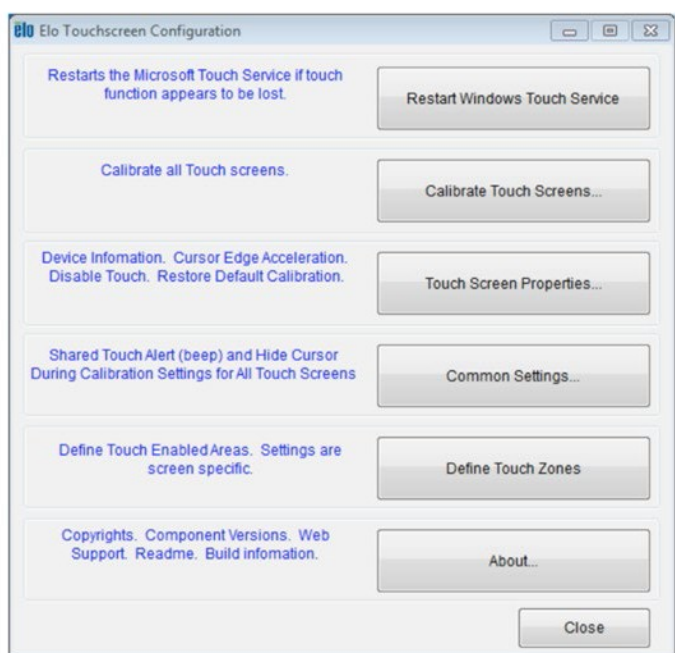 elo Elo Touchscreen Configuration
Restarts the Microsoft Touch Service if touch
function appears to be lost.
Restart Windows Touch Service
Calibrate all Touch screens.
Calibrate Touch Screens...
Device Infomation. Cursor Edge Acceleration.
Disable Touch. Restore Default Calibration.
Touch Screen Properties...
Shared Touch Alert (beep) and Hide Cursor
During Calibration Settings for All Touch Screens
Common Settings...
Define Touch Enabled Areas. Settings are
screen specific.
Define Touch Zones
Copyrights. Component Versions. Web
Support. Readme. Build infomation.
About...
Close